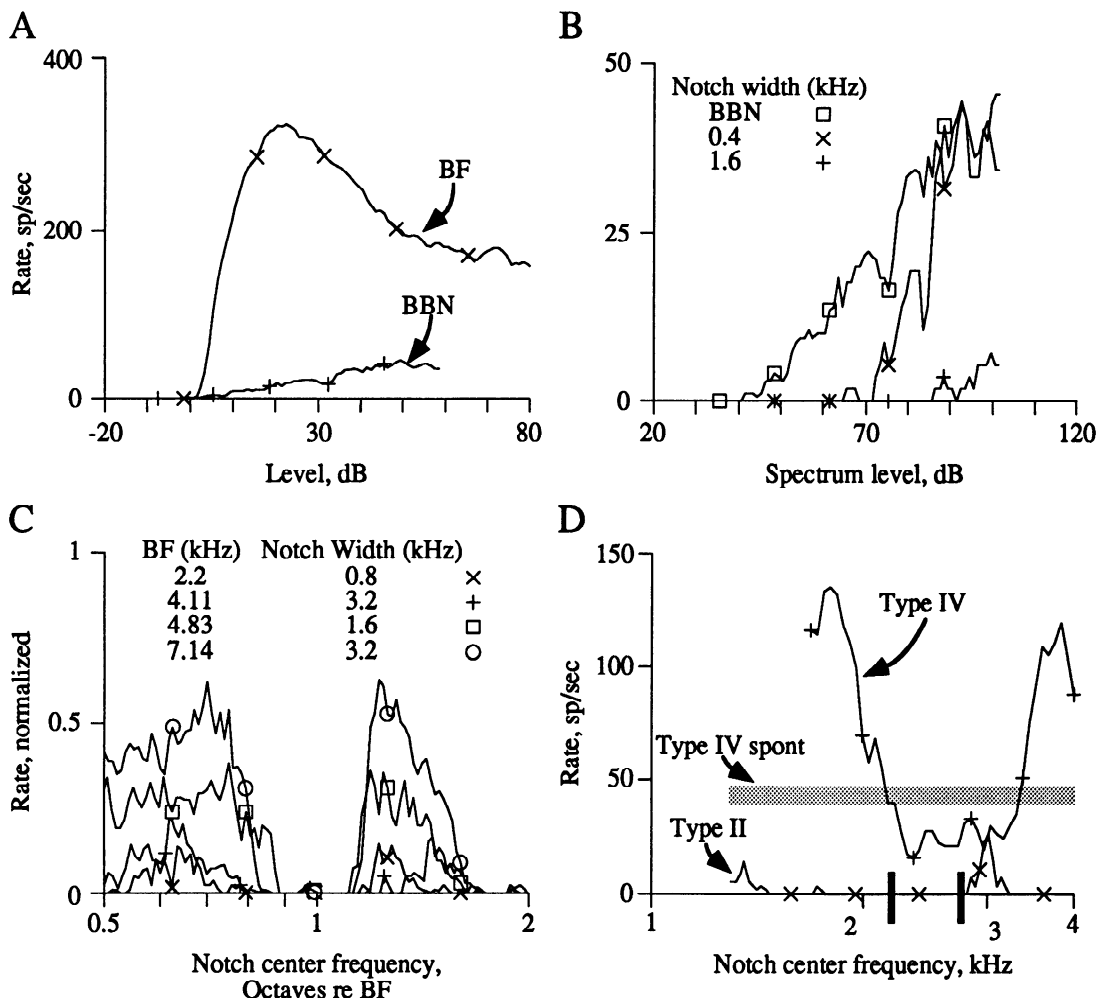 A
400
200
0
Rate, sp/sec
BF
BBN
-20 30 80
Level, dB
B
50
25
0
Notch width (kHz)
BBN
0.4
1.6
20 70 120
Spectrum level, dB
C
1
0.5
0
Rate, normalized
BF (kHz) Notch Width (kHz)
2.2 0.8
4.11 3.2
4.83 1.6
7.14 3.2
0.5 1 2
Notch center frequency,
Octaves re BF
D
150
100
50
0
Rate, sp/sec
Type IV
Type IV spont
Type II
1 2 3 4
Notch center frequency, kHz